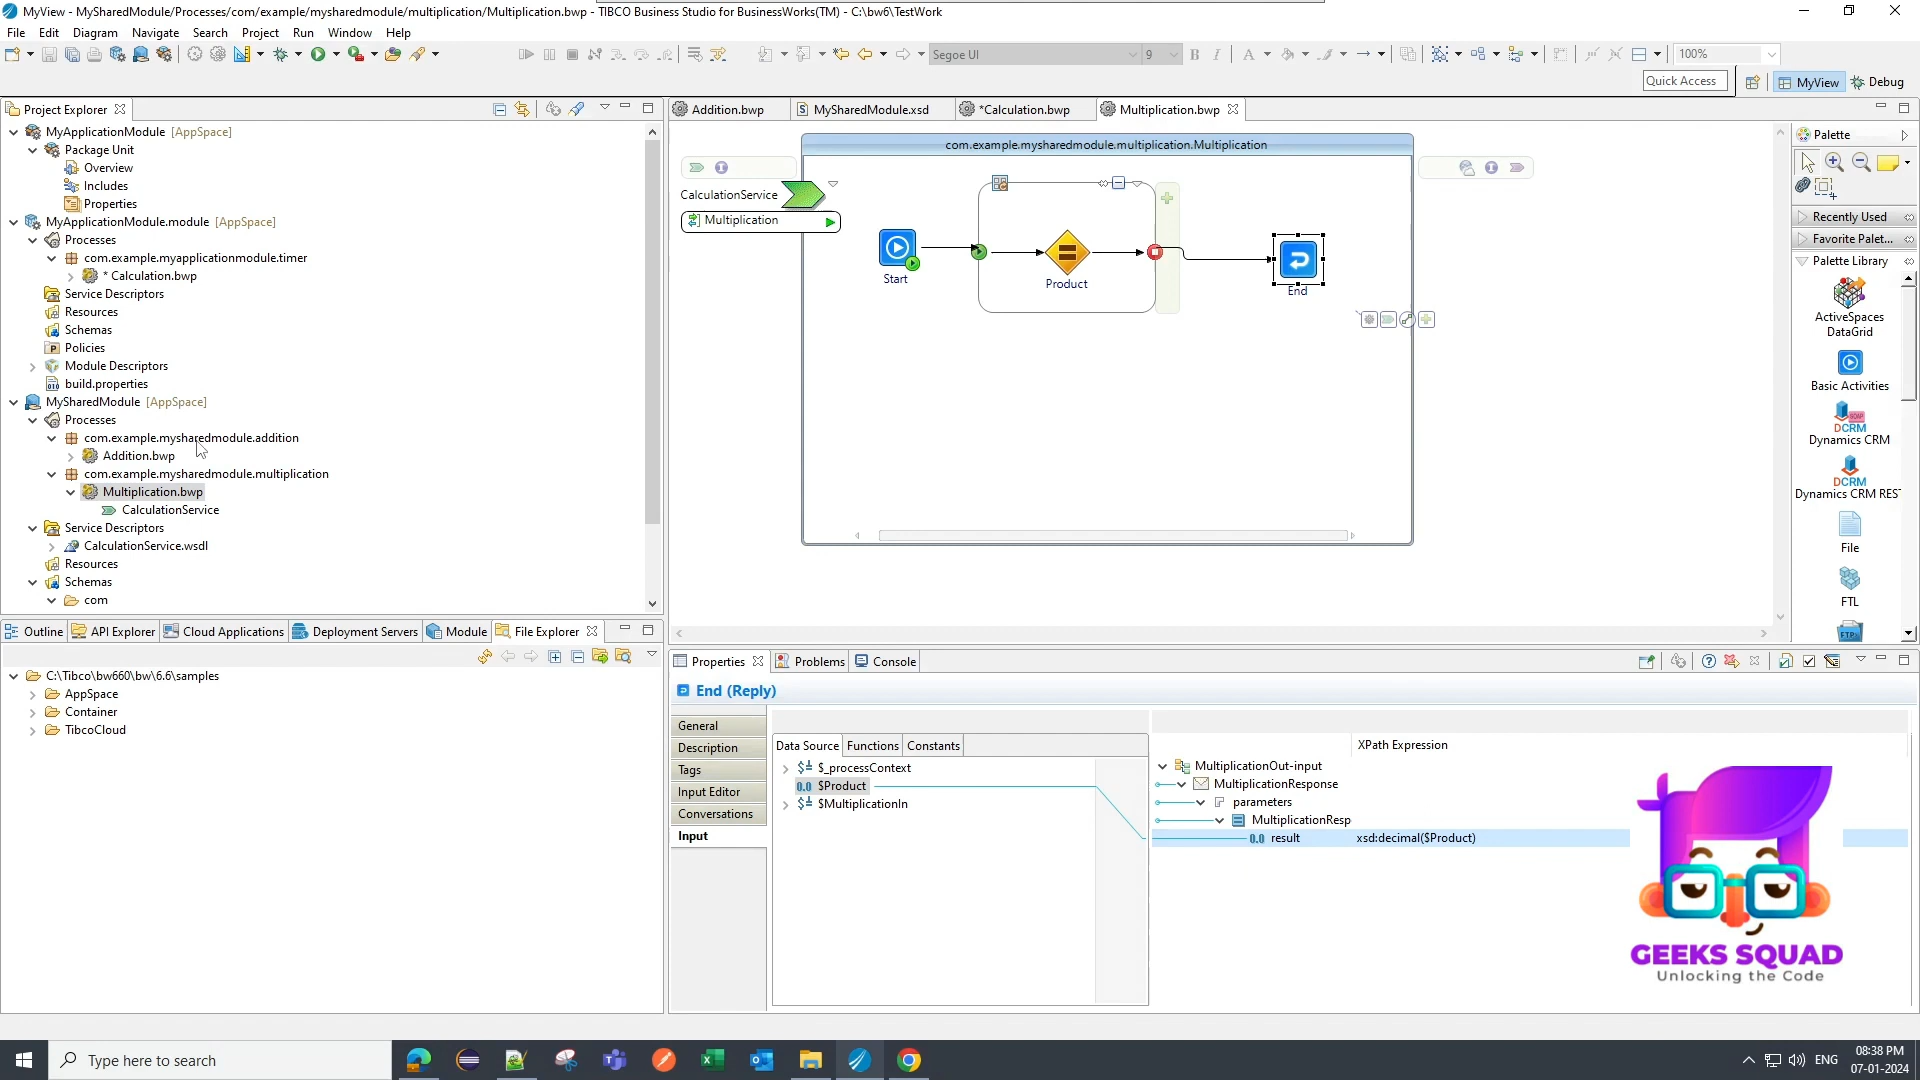 MyView - MySharedModule/Processes/com/example/mysharedmodule/multiplication/Multiplication.bwp - TIBCO Business Studio for BusinessWorks(TM) - C:\bw6\TestWork
File Edit Diagram Navigate Search Project Run Window Help
Segoe UI 9 B I A 100%
Quick Access MyView Debug
Project Explorer
MyApplicationModule [AppSpace]
Package Unit
Overview
Includes
Properties
MyApplicationModule.module [AppSpace]
Processes
com.example.myapplicationmodule.timer
* Calculation.bwp
Service Descriptors
Resources
Schemas
Policies
Module Descriptors
build.properties
MySharedModule [AppSpace]
Processes
com.example.mysharedmodule.addition
Addition.bwp
com.example.mysharedmodule.multiplication
Multiplication.bwp
CalculationService
Service Descriptors
CalculationService.wsdl
Resources
Schemas
com
Addition.bwp MySharedModule.xsd *Calculation.bwp Multiplication.bwp
com.example.mysharedmodule.multiplication.Multiplication
CalculationService
Multiplication
Start
Product
End
Palette
Recently Used
Favorite Palet...
Palette Library
ActiveSpaces
DataGrid
Basic Activities
DCRM
Dynamics CRM
DCRM
Dynamics CRM RES
File
FTL
FTP
Outline API Explorer Cloud Applications Deployment Servers Module File Explorer
C:\Tibco\bw660\bw\6.6\samples
AppSpace
Container
TibcoCloud
Properties Problems Console
End (Reply)
General
Description
Tags
Input Editor
Conversations
Input
Data Source Functions Constants
$_processContext
0.0 $Product
$MultiplicationIn
XPath Expression
MultiplicationOut-input
MultiplicationResponse
parameters
MultiplicationResp
0.0 result xsd:decimal($Product)
GEEKS SQUAD
Unlocking the Code
Type here to search
ENG
08:38 PM
07-01-2024